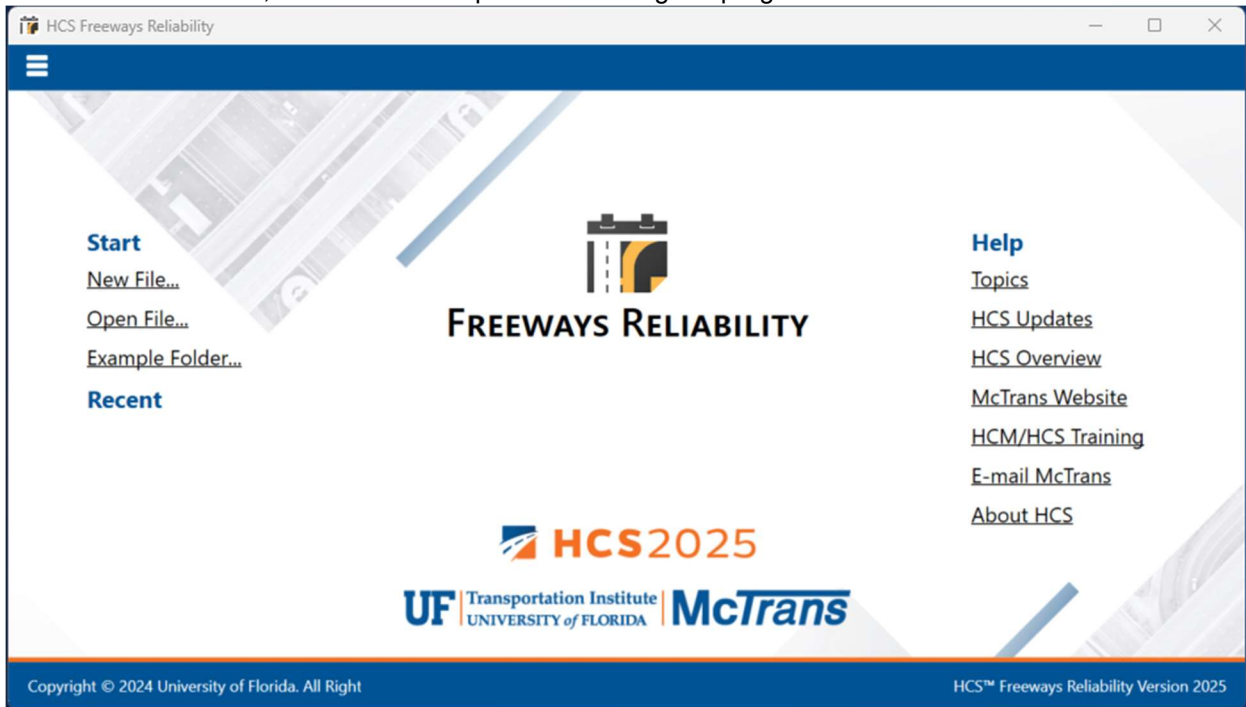 HCS Freeways Reliability
Start
New File...
Open File...
Example Folder...
Recent
FREEWAYS RELIABILITY
HCS2025
UF Transportation Institute McTrans
UNIVERSITY of FLORIDA
Help
Topics
HCS Updates
HCS Overview
McTrans Website
HCM/HCS Training
E-mail McTrans
About HCS
Copyright © 2024 University of Florida. All Right
HCS™ Freeways Reliability Version 2025